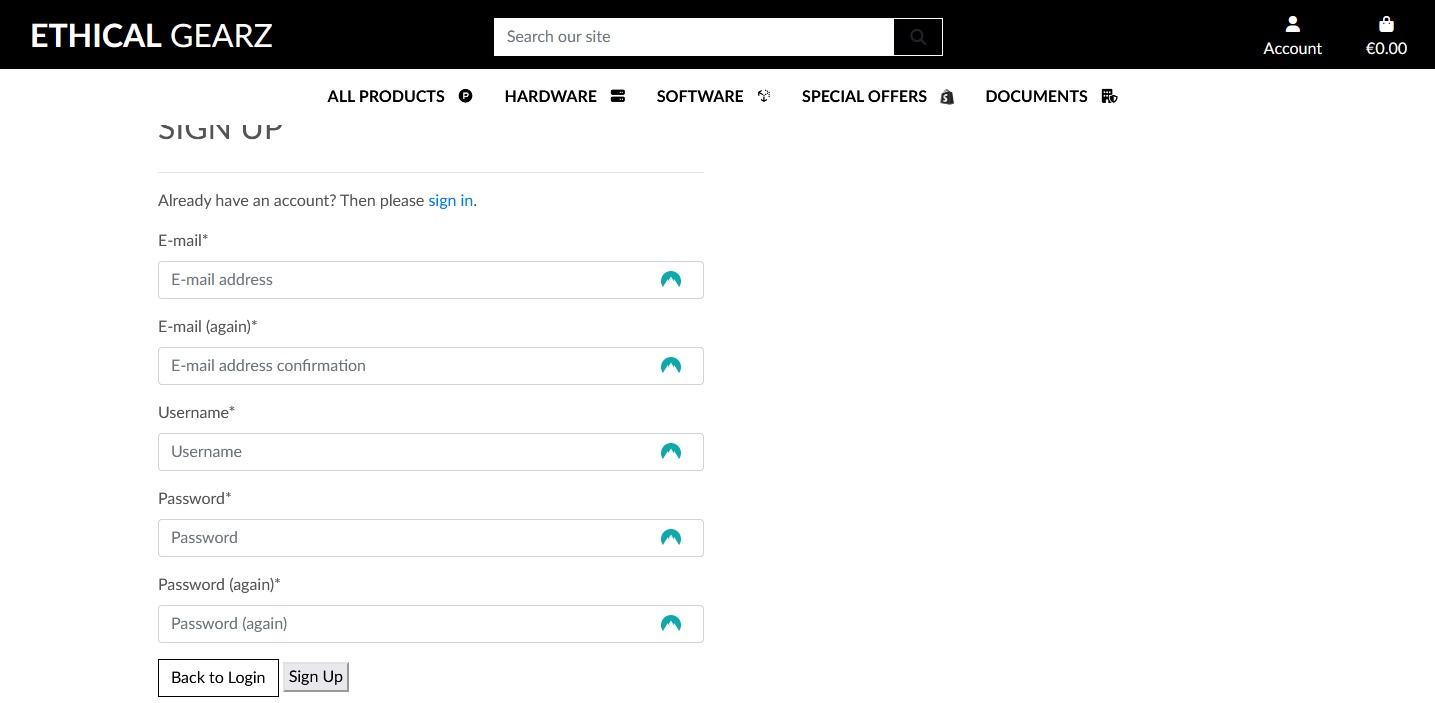 ETHICAL GEARZ
Search our site
Account
€0.00
ALL PRODUCTS
HARDWARE
SOFTWARE
SPECIAL OFFERS
DOCUMENTS
SIGN UP
Already have an account? Then please sign in.
E-mail*
E-mail address
E-mail (again)*
E-mail address confirmation
Username*
Username
Password*
Password
Password (again)*
Password (again)
Back to Login
Sign Up